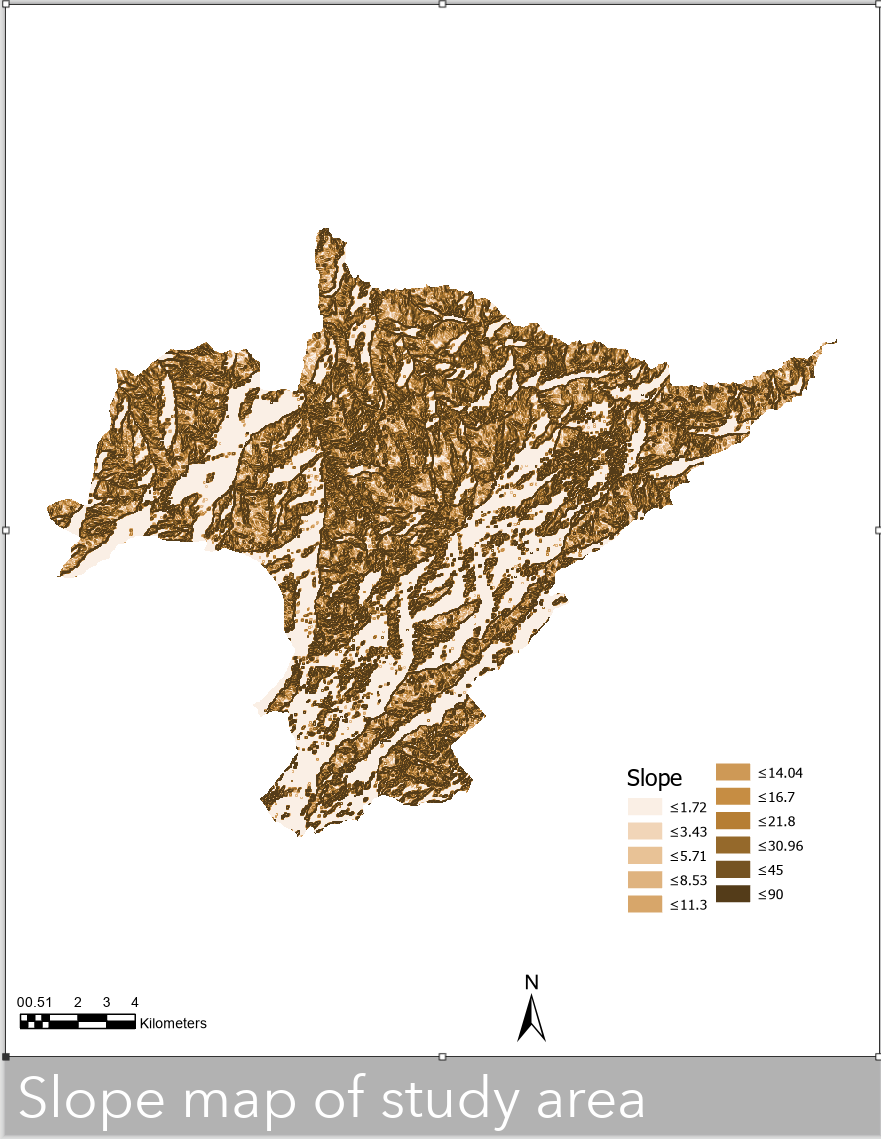 Slope
≤1.72
≤3.43
≤5.71
≤8.53
≤11.3
≤14.04
≤16.7
≤21.8
≤30.96
≤45
≤90
N
00.51 2 3 4
Kilometers
Slope map of study area